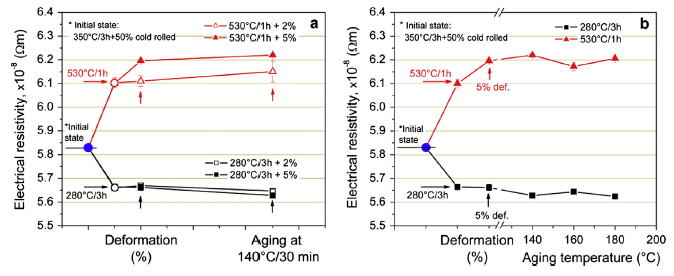 * Initial state:
350°C/3h+50% cold rolled
530°C/1h + 2%
530°C/1h + 5%
a
6.4
6.3
6.2
6.1
6.0
5.9
5.8
5.7
5.6
5.5
Electrical resistivity, x10⁻⁸ (Ωm)
530°C/1h
*Initial
state
280°C/3h
280°C/3h + 2%
280°C/3h + 5%
Deformation
(%)
Aging at
140°C/30 min
* Initial state:
350°C/3h+50% cold rolled
280°C/3h
530°C/1h
b
6.4
6.3
6.2
6.1
6.0
5.9
5.8
5.7
5.6
5.5
Electrical resistivity, x10⁻⁸ (Ωm)
530°C/1h
5% def.
*Initial
state
280°C/3h
5% def.
140 160 180 200
Deformation
(%)
Aging temperature (°C)